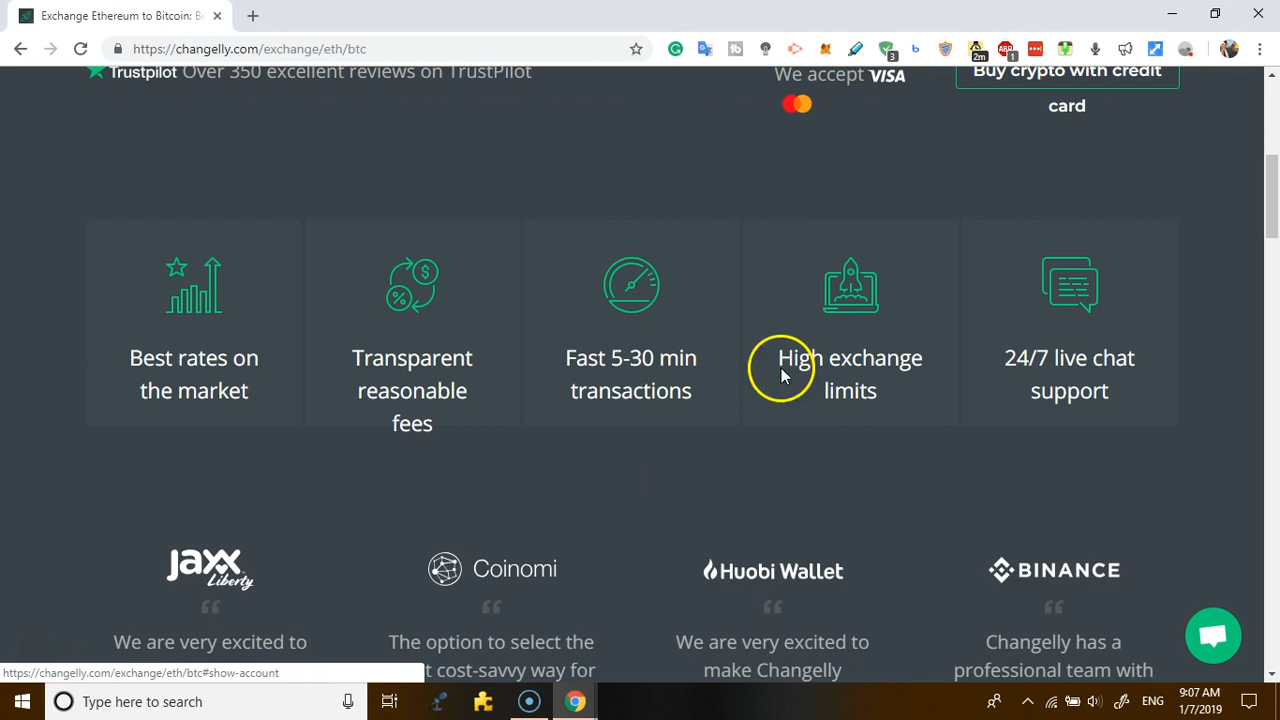 Exchange Ethereum to Bitcoin: Be
https://changelly.com/exchange/eth/btc
3
2m
1
Trustpilot Over 350 excellent reviews on TrustPilot
We accept VISA
Buy crypto with credit
card
Best rates on
the market
Transparent
reasonable
fees
Fast 5-30 min
transactions
High exchange
limits
24/7 live chat
support
jaxx
Liberty
Coinomi
Huobi Wallet
BINANCE
We are very excited to
The option to select the
cost-savvy way for
We are very excited to
make Changelly
Changelly has a
professional team with
https://changelly.com/exchange/eth/btc#show-account
Type here to search
ENG
9:07 AM
1/7/2019